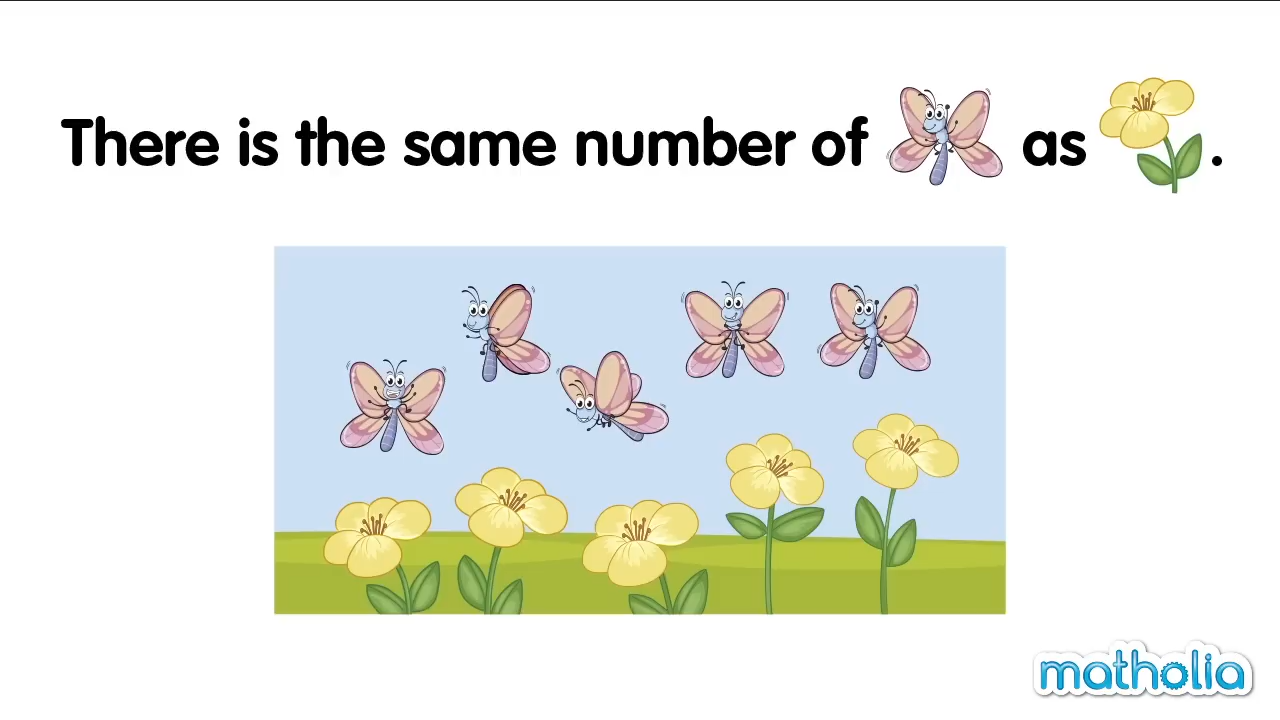 There is the same number of as .
matholia